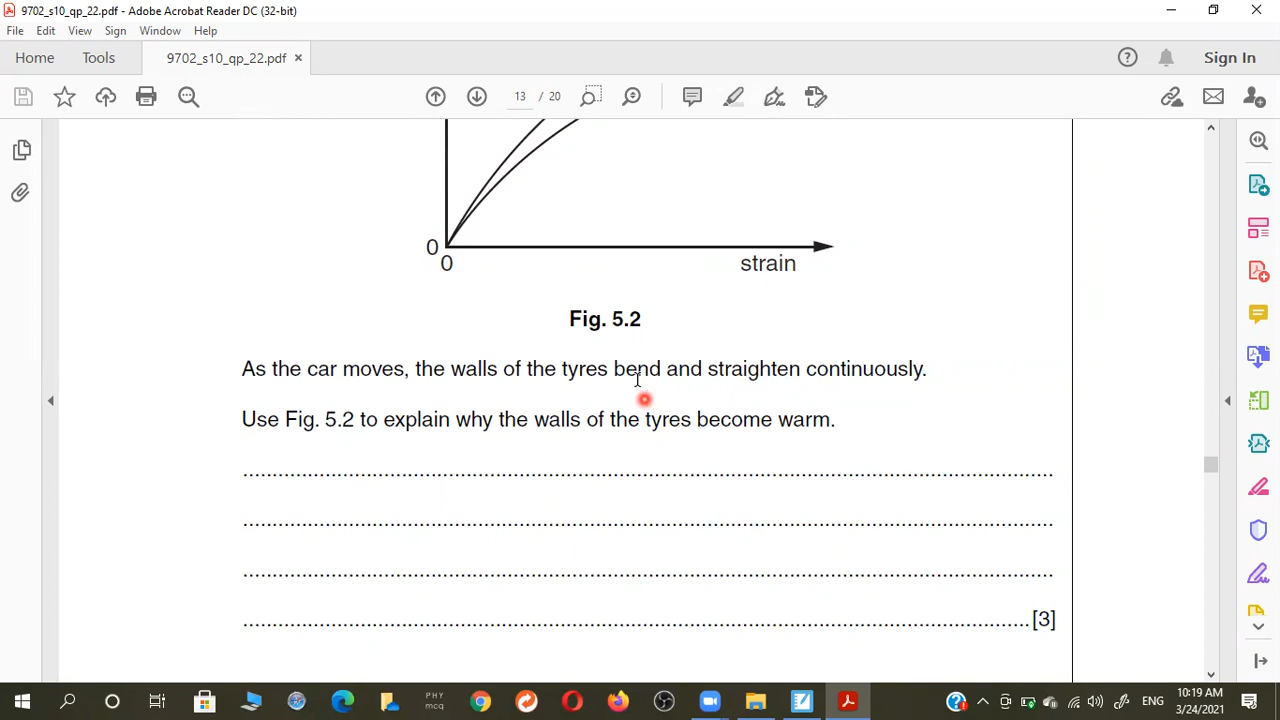 9702_s10_qp_22.pdf - Adobe Acrobat Reader DC (32-bit)
File Edit View Sign Window Help
Home Tools 9702_s10_qp_22.pdf × Sign In
13 / 20
0
0 strain
Fig. 5.2
As the car moves, the walls of the tyres bend and straighten continuously.
Use Fig. 5.2 to explain why the walls of the tyres become warm.
..........................................................................................................................................
..........................................................................................................................................
..........................................................................................................................................
......................................................................................................................................[3]
PHY
mcq
ENG
10:19 AM
3/24/2021